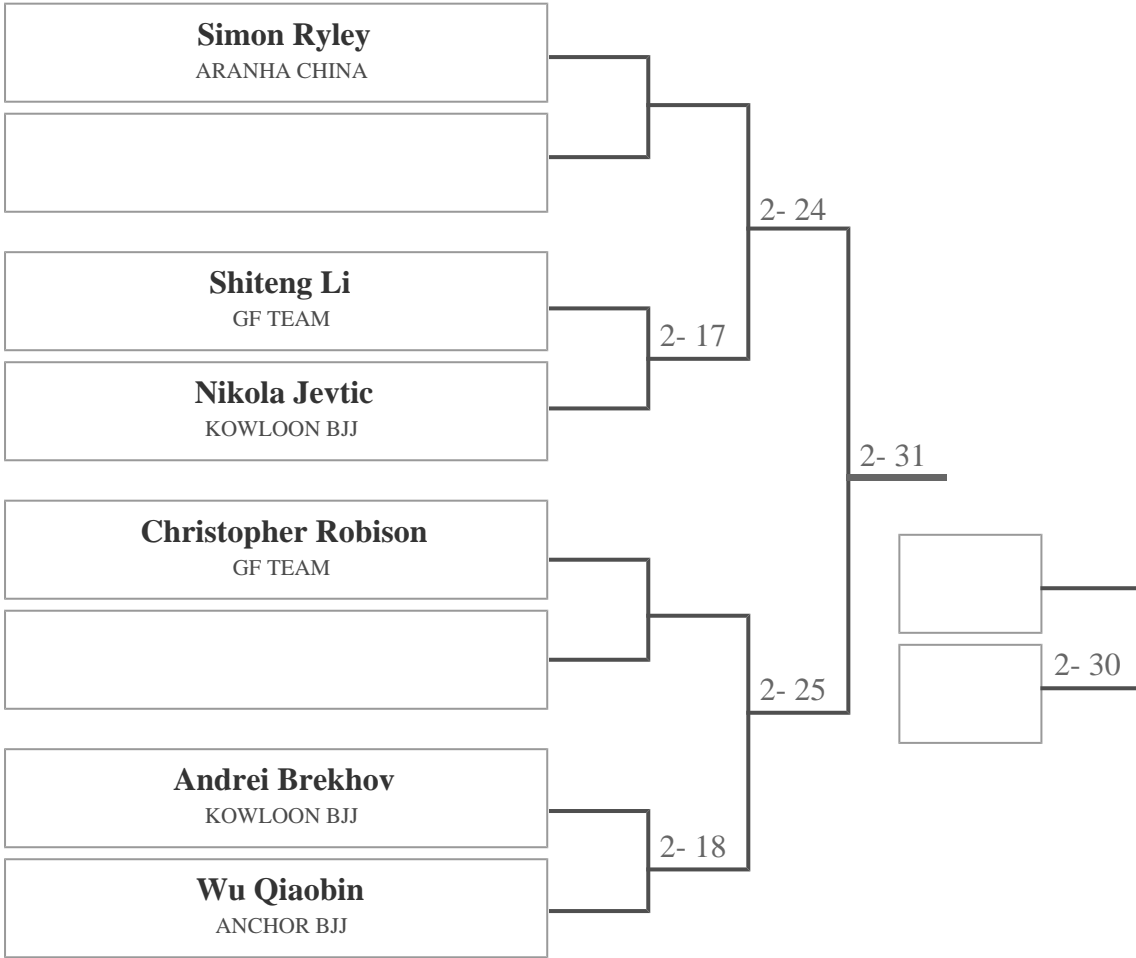 Simon Ryley
ARANHA CHINA
2- 24
Shiteng Li
GF TEAM
2- 17
Nikola Jevtic
KOWLOON BJJ
2- 31
Christopher Robison
GF TEAM
2- 30
2- 25
Andrei Brekhov
KOWLOON BJJ
2- 18
Wu Qiaobin
ANCHOR BJJ